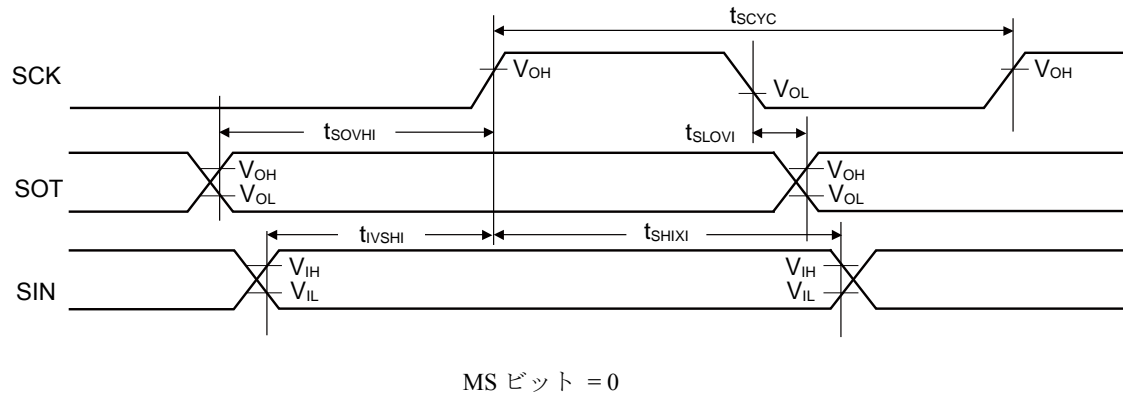 tSCYC
SCK
VOH
VOL
VOH
tSOVHI
tSLOVI
SOT
VOH
VOL
VOH
VOL
tIVSHI
tSHIXI
SIN
VIH
VIL
VIH
VIL
MS ビット = 0